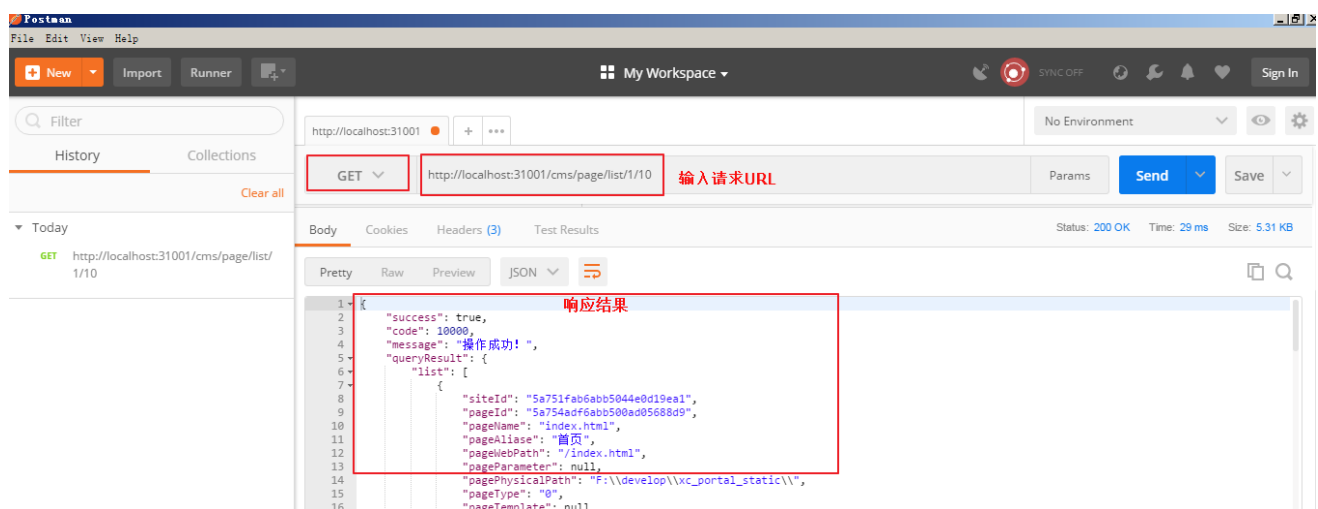 Postman
File Edit View Help
New Import Runner My Workspace SYNC OFF Sign In
Filter
History Collections
Clear all
Today
GET http://localhost:31001/cms/page/list/
1/10
http://localhost:31001 + ••• No Environment
GET http://localhost:31001/cms/page/list/1/10 输入请求URL Params Send Save
Body Cookies Headers (3) Test Results Status: 200 OK Time: 29 ms Size: 5.31 KB
Pretty Raw Preview JSON
响应结果
1 {
2 "success": true,
3 "code": 10000,
4 "message": "操作成功！",
5 "queryResult": {
6 "list": [
7 {
8 "siteId": "5a751fab6abb5044e0d19ea1",
9 "pageId": "5a754adf6abb500ad05688d9",
10 "pageName": "index.html",
11 "pageAliase": "首页",
12 "pageWebPath": "/index.html",
13 "pageParameter": null,
14 "pagePhysicalPath": "F:\\develop\\xc_portal_static\\",
15 "pageType": "0",
16 "pageTemplate": null